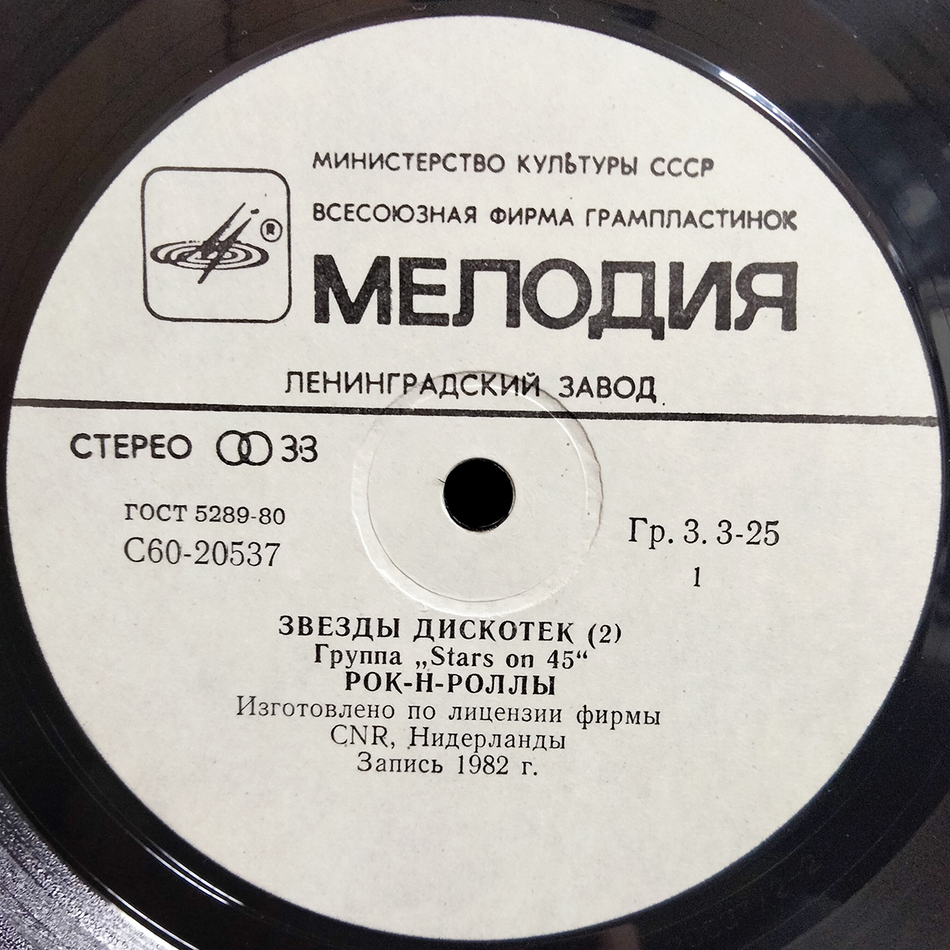 МИНИСТЕРСТВО КУЛЬТУРЫ СССР
ВСЕСОЮЗНАЯ ФИРМА ГРАМПЛАСТИНОК
®
МЕЛОДИЯ
ЛЕНИНГРАДСКИЙ ЗАВОД
СТЕРЕО 33
ГОСТ 5289-80
С60-20537
Гр. 3. 3-25
1
ЗВЕЗДЫ ДИСКОТЕК (2)
Группа „Stars on 45“
РОК-Н-РОЛЛЫ
Изготовлено по лицензии фирмы
CNR, Нидерланды
Запись 1982 г.